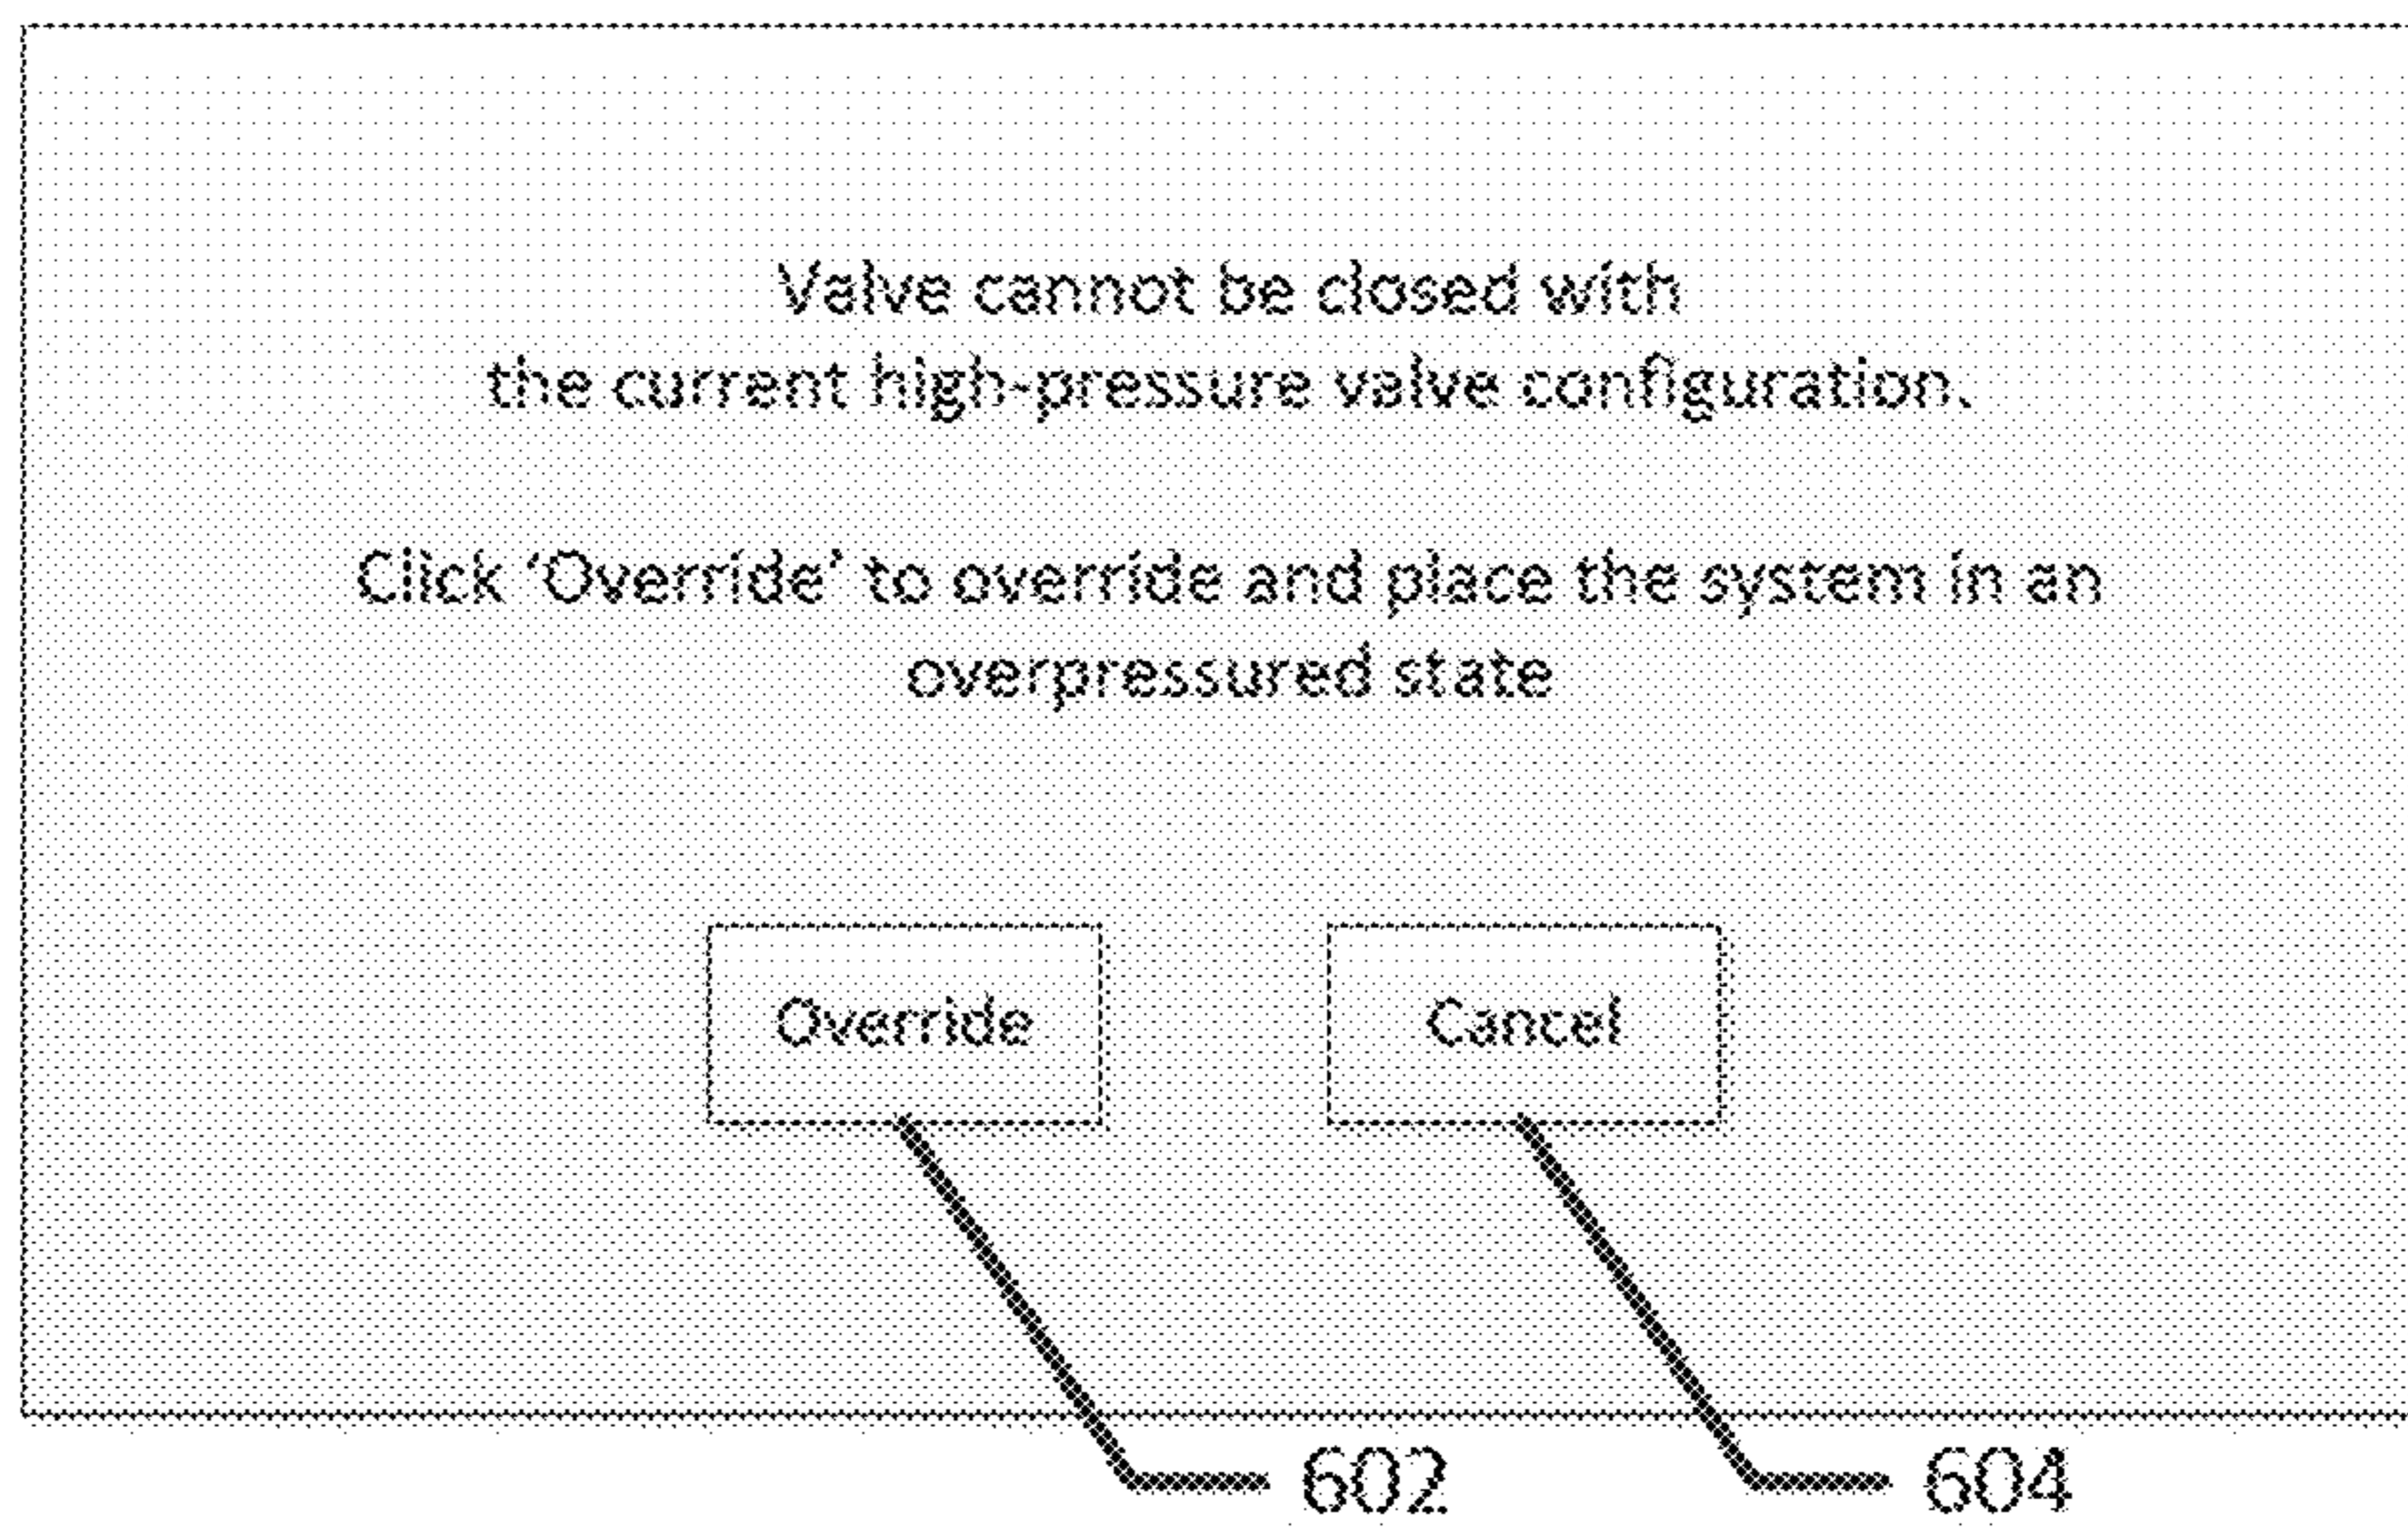 Valve cannot be closed with
the current high-pressure valve configuration.
Click ‘Override’ to override and place the system in an
overpressured state
Override
Cancel
602
604